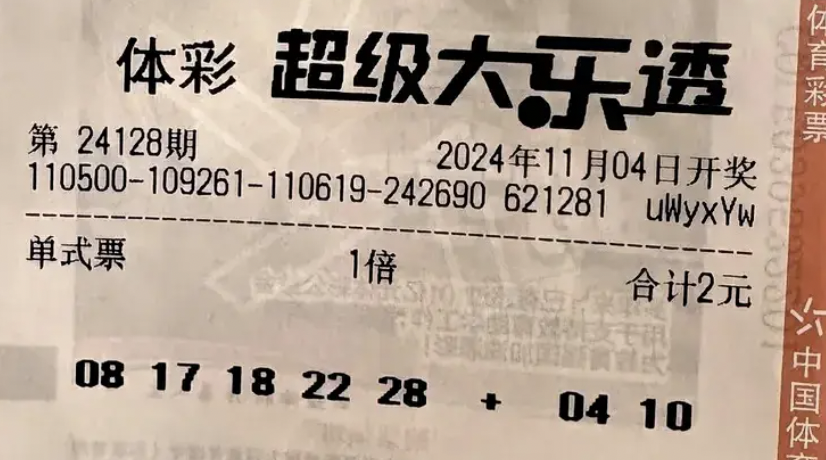 体彩 超级大乐透
第 24128期 2024年11月04日开奖
110500-109261-110619-242690 621281 uWyxYw
单式票 1倍 合计2元
08 17 18 22 28 + 04 10
体育彩票
中国体育